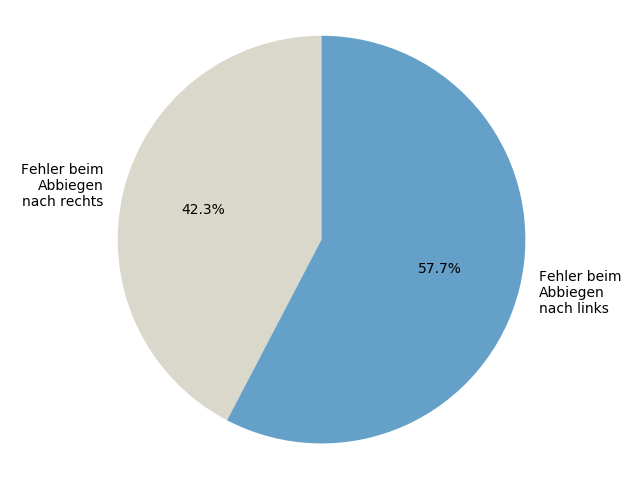 Fehler beim
Abbiegen
nach rechts
42.3%
57.7%
Fehler beim
Abbiegen
nach links